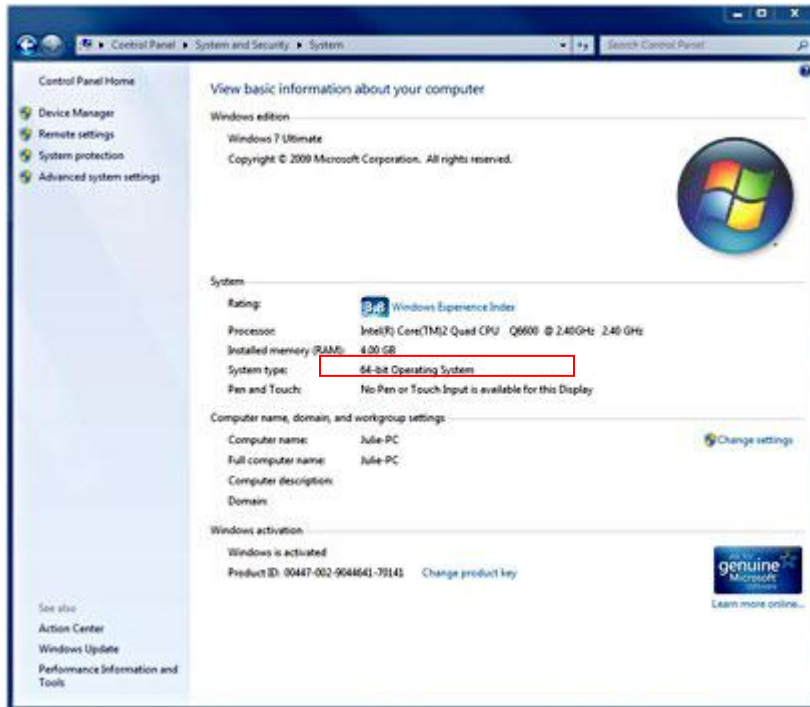 Control Panel ▸ System and Security ▸ System
Search Control Panel
Control Panel Home
Device Manager
Remote settings
System protection
Advanced system settings
View basic information about your computer
Windows edition
Windows 7 Ultimate
Copyright © 2009 Microsoft Corporation. All rights reserved.
System
Rating:
Windows Experience Index
Processor: Intel(R) Core(TM)2 Quad CPU Q6600 @ 2.40GHz 2.40 GHz
Installed memory (RAM): 4.00 GB
System type: 64-bit Operating System
Pen and Touch: No Pen or Touch Input is available for this Display
Computer name, domain, and workgroup settings
Computer name: Julie-PC
Change settings
Full computer name: Julie-PC
Computer description:
Domain:
Windows activation
Windows is activated
Product ID: 00447-002-9044641-70141 Change product key
genuine
Microsoft
Learn more online...
See also
Action Center
Windows Update
Performance Information and
Tools